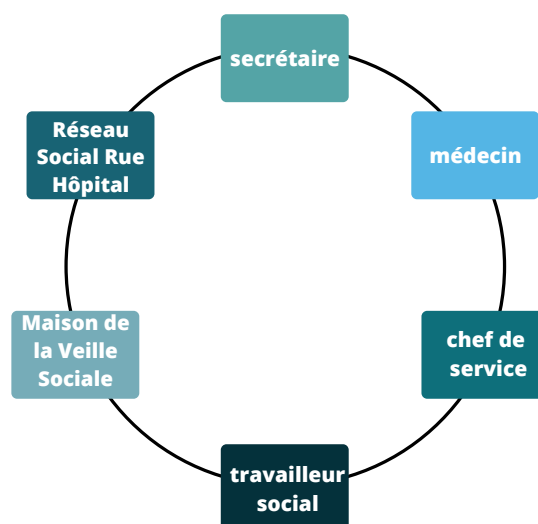 secrétaire
Réseau
Social Rue
Hôpital
médecin
Maison de
la Veille
Sociale
chef de
service
travailleur
social